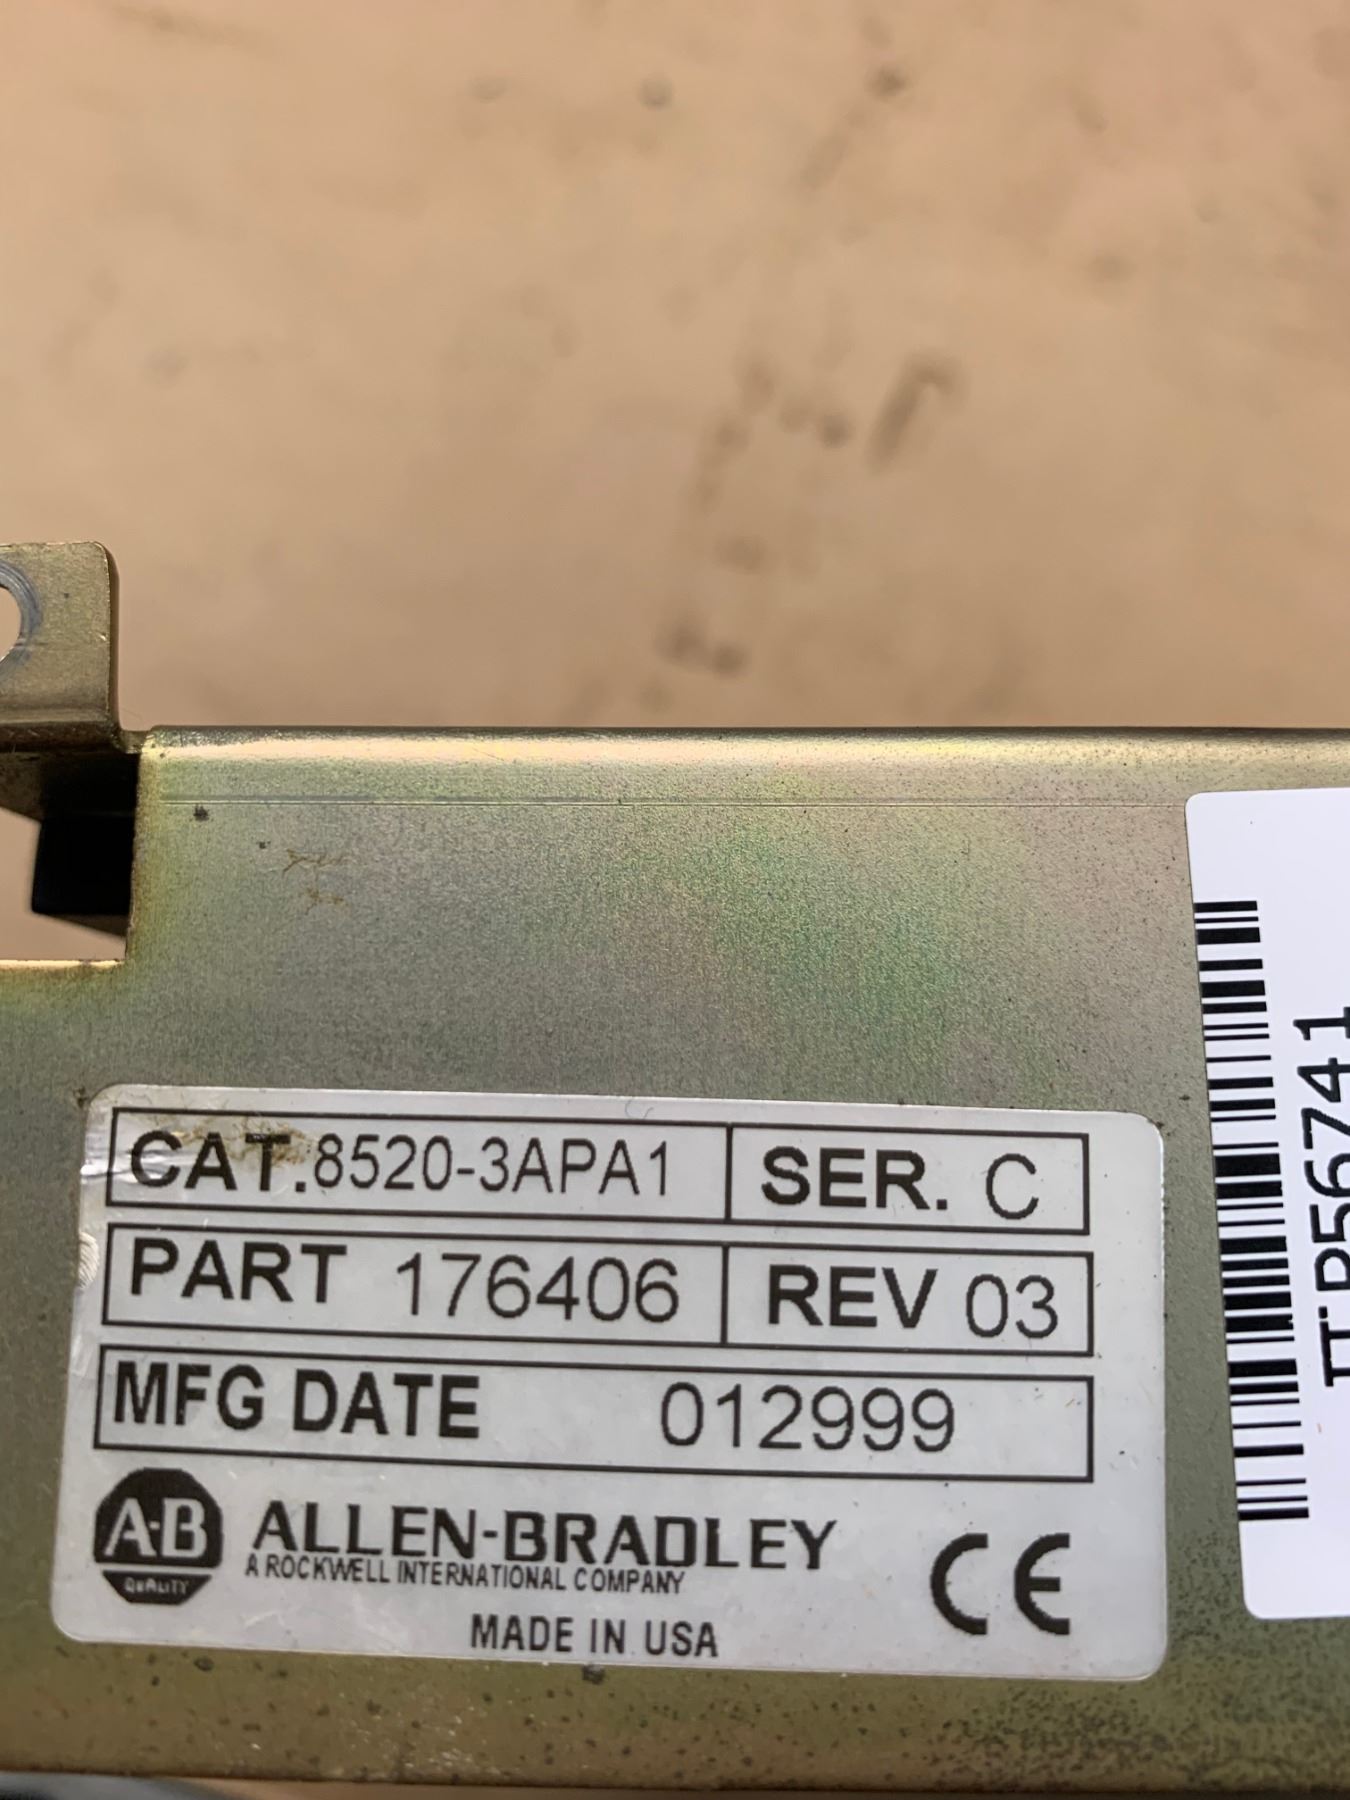 CAT. 8520-3APA1 SER. C
PART 176406 REV 03
MFG DATE 012999
A-B
QUALITY
ALLEN-BRADLEY
A ROCKWELL INTERNATIONAL COMPANY
CE
MADE IN USA